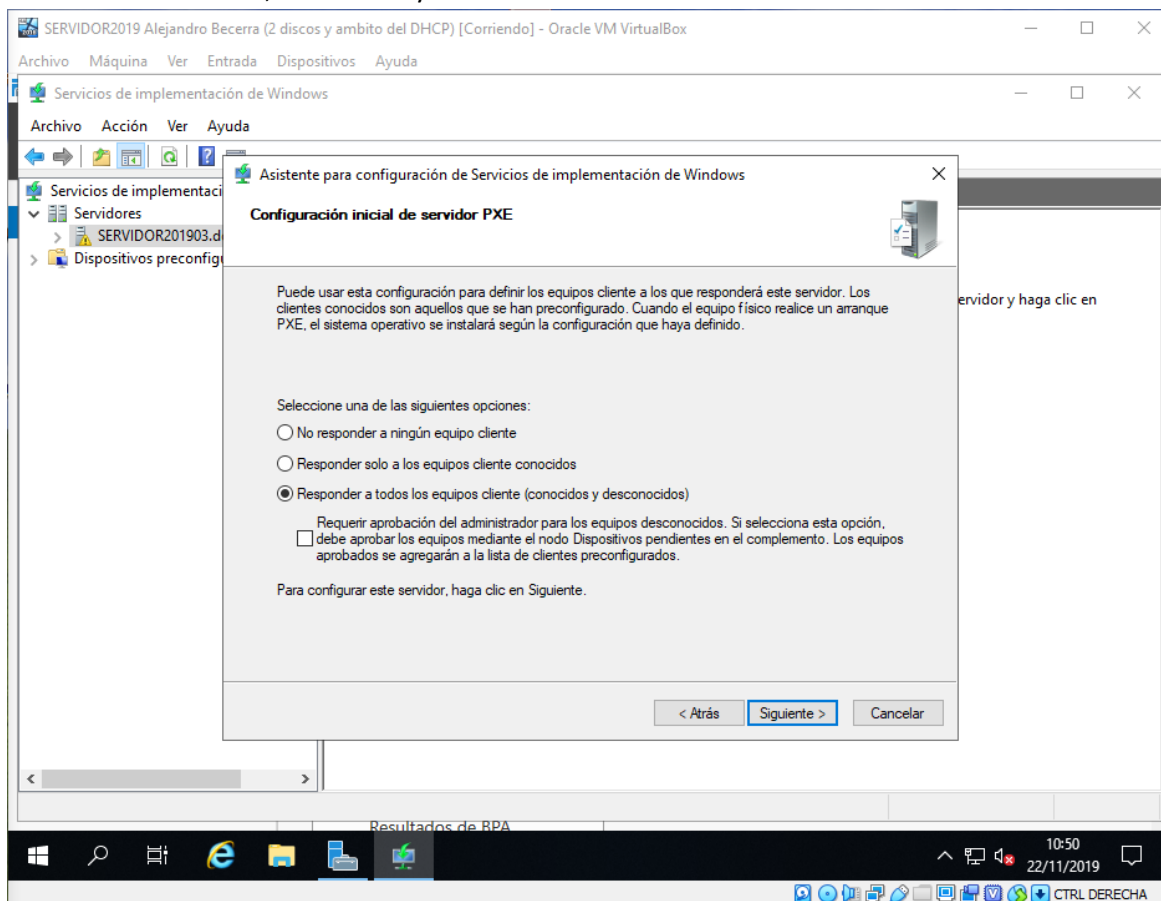 SERVIDOR2019 Alejandro Becerra (2 discos y ambito del DHCP) [Corriendo] - Oracle VM VirtualBox
Archivo Máquina Ver Entrada Dispositivos Ayuda
Servicios de implementación de Windows
Archivo Acción Ver Ayuda
Servicios de implementaci
Servidores
SERVIDOR201903.d
Dispositivos preconfig
Asistente para configuración de Servicios de implementación de Windows
Configuración inicial de servidor PXE
Puede usar esta configuración para definir los equipos cliente a los que responderá este servidor. Los
clientes conocidos son aquellos que se han preconfigurado. Cuando el equipo físico realice un arranque
PXE, el sistema operativo se instalará según la configuración que haya definido.
ervidor y haga clic en
Seleccione una de las siguientes opciones:
No responder a ningún equipo cliente
Responder solo a los equipos cliente conocidos
Responder a todos los equipos cliente (conocidos y desconocidos)
Requerir aprobación del administrador para los equipos desconocidos. Si selecciona esta opción,
debe aprobar los equipos mediante el nodo Dispositivos pendientes en el complemento. Los equipos
aprobados se agregarán a la lista de clientes preconfigurados.
Para configurar este servidor, haga clic en Siguiente.
< Atrás Siguiente > Cancelar
Resultados de BPA
10:50
22/11/2019
CTRL DERECHA